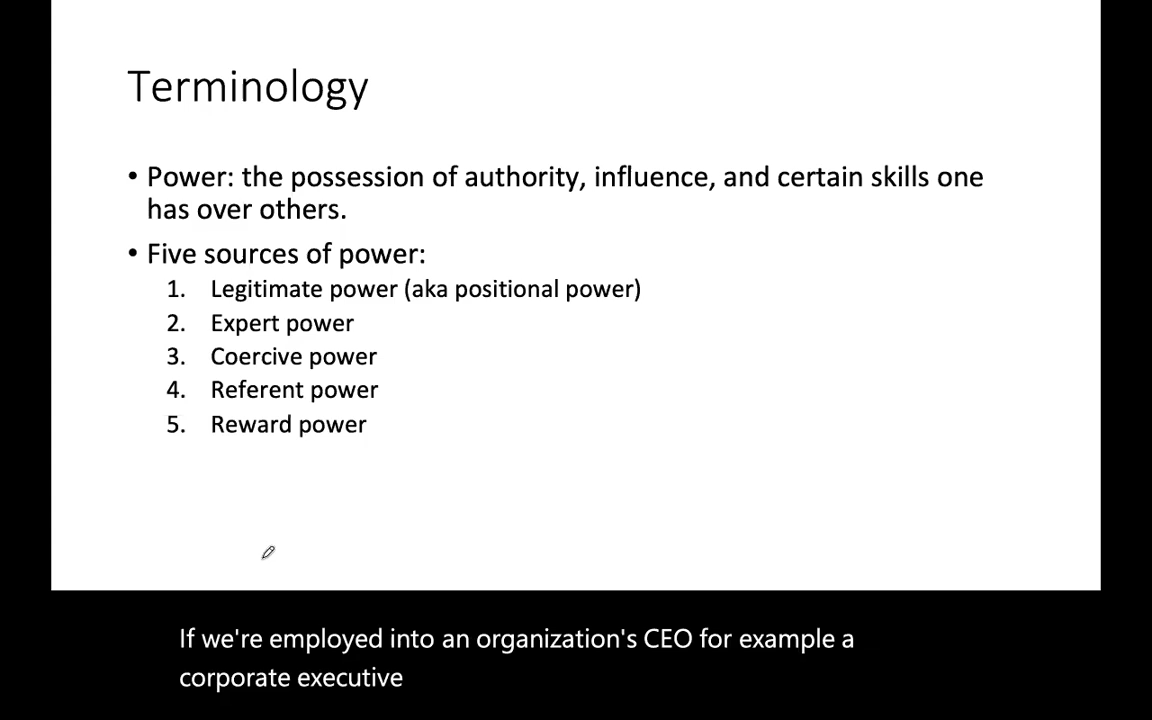 Terminology
• Power: the possession of authority, influence, and certain skills one
has over others.
• Five sources of power:
1. Legitimate power (aka positional power)
2. Expert power
3. Coercive power
4. Referent power
5. Reward power
If we're employed into an organization's CEO for example a
corporate executive